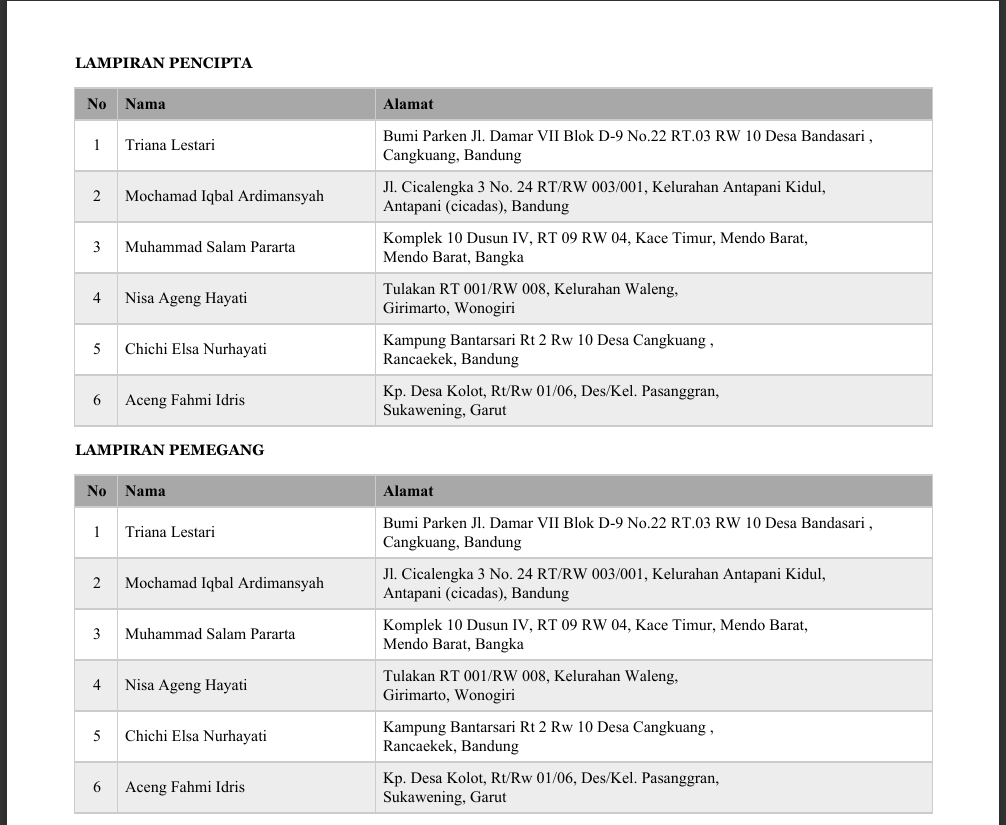 LAMPIRAN PENCIPTA
No Nama Alamat
1 Triana Lestari Bumi Parken Jl. Damar VII Blok D-9 No.22 RT.03 RW 10 Desa Bandasari ,
Cangkuang, Bandung
2 Mochamad Iqbal Ardimansyah Jl. Cicalengka 3 No. 24 RT/RW 003/001, Kelurahan Antapani Kidul,
Antapani (cicadas), Bandung
3 Muhammad Salam Pararta Komplek 10 Dusun IV, RT 09 RW 04, Kace Timur, Mendo Barat,
Mendo Barat, Bangka
4 Nisa Ageng Hayati Tulakan RT 001/RW 008, Kelurahan Waleng,
Girimarto, Wonogiri
5 Chichi Elsa Nurhayati Kampung Bantarsari Rt 2 Rw 10 Desa Cangkuang ,
Rancaekek, Bandung
6 Aceng Fahmi Idris Kp. Desa Kolot, Rt/Rw 01/06, Des/Kel. Pasanggran,
Sukawening, Garut
LAMPIRAN PEMEGANG
No Nama Alamat
1 Triana Lestari Bumi Parken Jl. Damar VII Blok D-9 No.22 RT.03 RW 10 Desa Bandasari ,
Cangkuang, Bandung
2 Mochamad Iqbal Ardimansyah Jl. Cicalengka 3 No. 24 RT/RW 003/001, Kelurahan Antapani Kidul,
Antapani (cicadas), Bandung
3 Muhammad Salam Pararta Komplek 10 Dusun IV, RT 09 RW 04, Kace Timur, Mendo Barat,
Mendo Barat, Bangka
4 Nisa Ageng Hayati Tulakan RT 001/RW 008, Kelurahan Waleng,
Girimarto, Wonogiri
5 Chichi Elsa Nurhayati Kampung Bantarsari Rt 2 Rw 10 Desa Cangkuang ,
Rancaekek, Bandung
6 Aceng Fahmi Idris Kp. Desa Kolot, Rt/Rw 01/06, Des/Kel. Pasanggran,
Sukawening, Garut